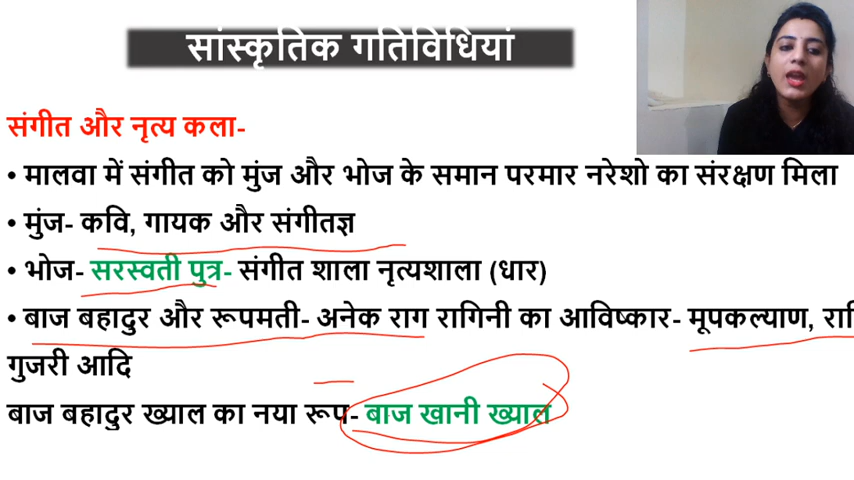 सांस्कृतिक गतिविधियां
संगीत और नृत्य कला-
• मालवा में संगीत को मुंज और भोज के समान परमार नरेशो का संरक्षण मिला
• मुंज- कवि, गायक और संगीतज्ञ
• भोज- सरस्वती पुत्र- संगीत शाला नृत्यशाला (धार)
• बाज बहादुर और रूपमती- अनेक राग रागिनी का आविष्कार- मूपकल्याण,
गुजरी आदि
बाज बहादुर ख्याल का नया रूप- बाज खानी ख्याल